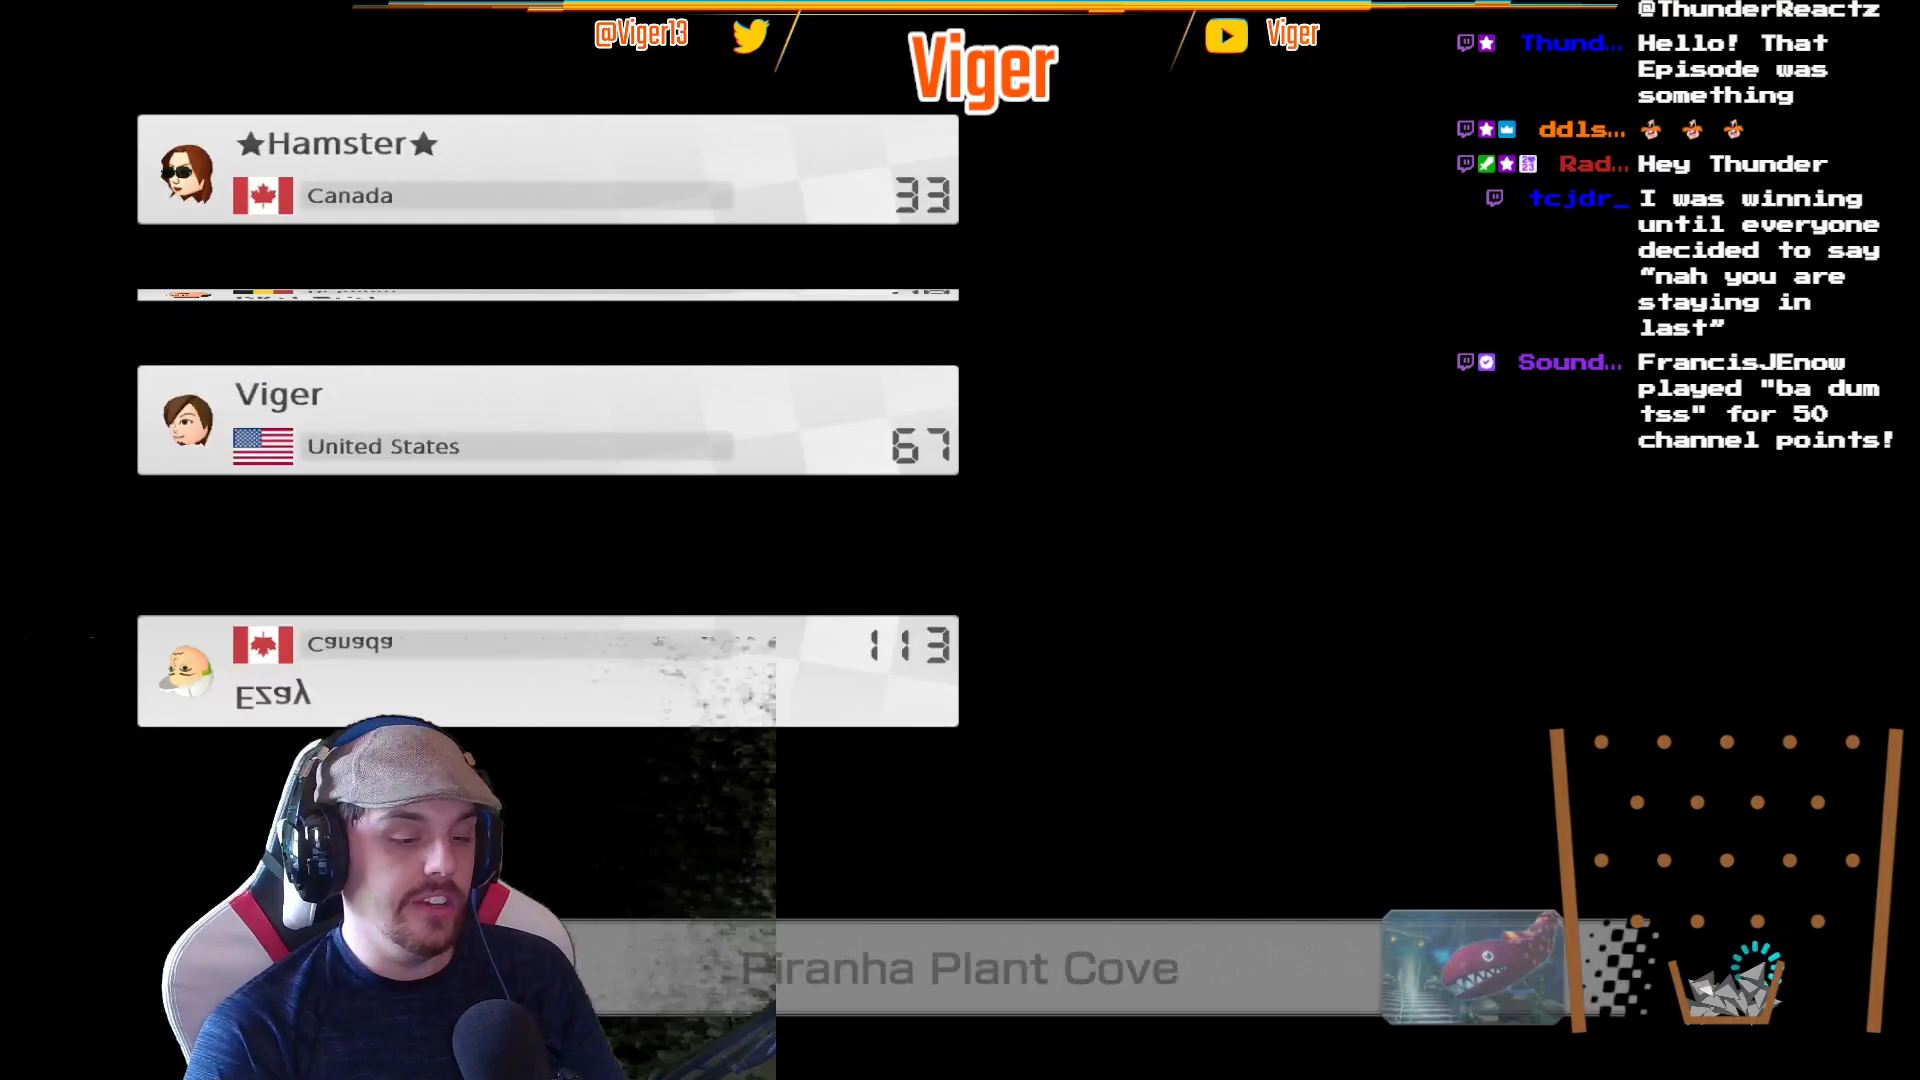 @Viger13
Viger
Viger
★Hamster★
Canada
33
Viger
United States
67
Canada
113
Ezay
Piranha Plant Cove
@ThunderReactz
Thund... Hello! That
Episode was
something
ddls...
Rad... Hey Thunder
tcjdr_ I was winning
until everyone
decided to say
"nah you are
staying in
last"
Sound... FrancisJEnow
played "ba dum
tss" for 50
channel points!